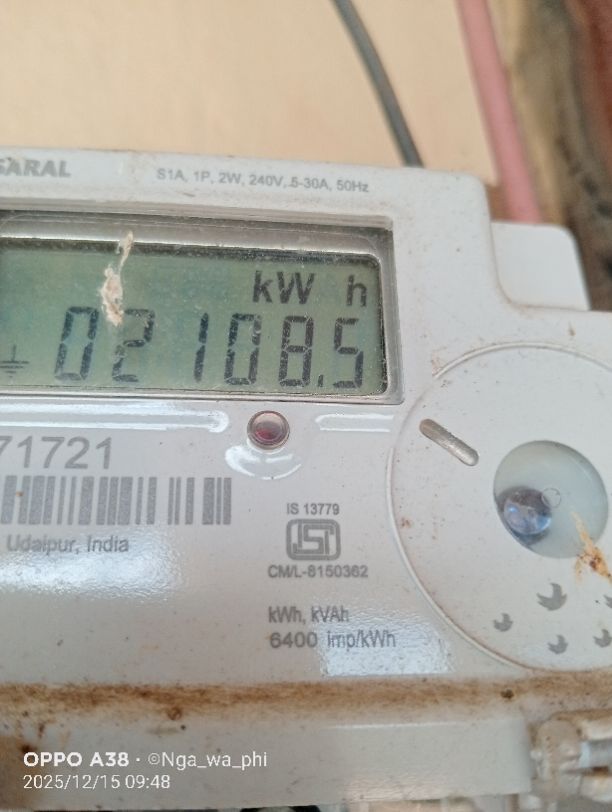 SARAL
S1A, 1P, 2W, 240V, 5-30A, 50Hz
kW h
02108.5
71721
Udaipur, India
IS 13779
ISI
CM/L-8150362
kWh, kVAh
6400 imp/kWh
OPPO A38 · ©Nga_wa_phi
2025/12/15 09:48